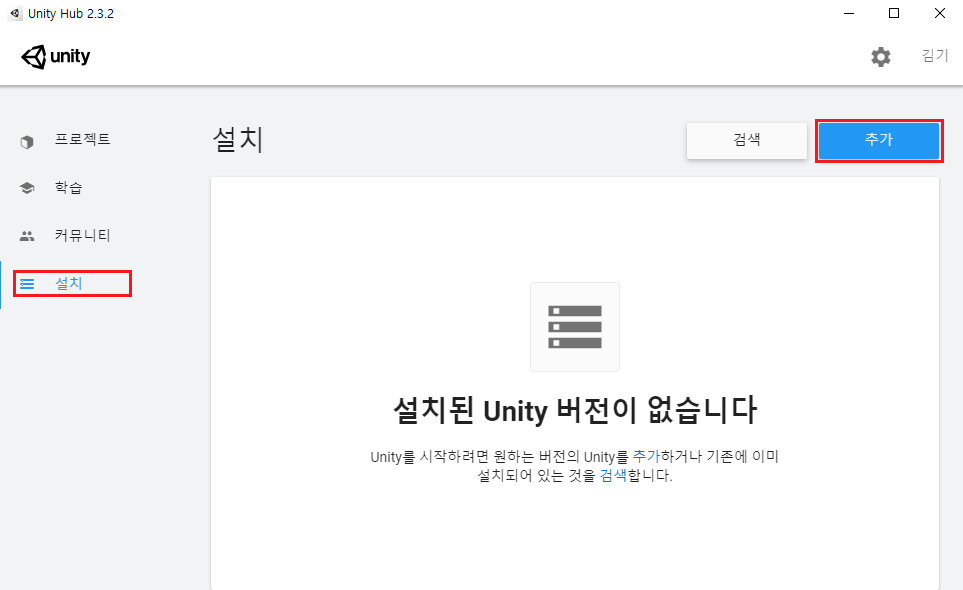 Unity Hub 2.3.2
unity
김기
프로젝트
학습
커뮤니티
설치
설치
검색
추가
설치된 Unity 버전이 없습니다
Unity를 시작하려면 원하는 버전의 Unity를 추가하거나 기존에 이미
설치되어 있는 것을 검색합니다.